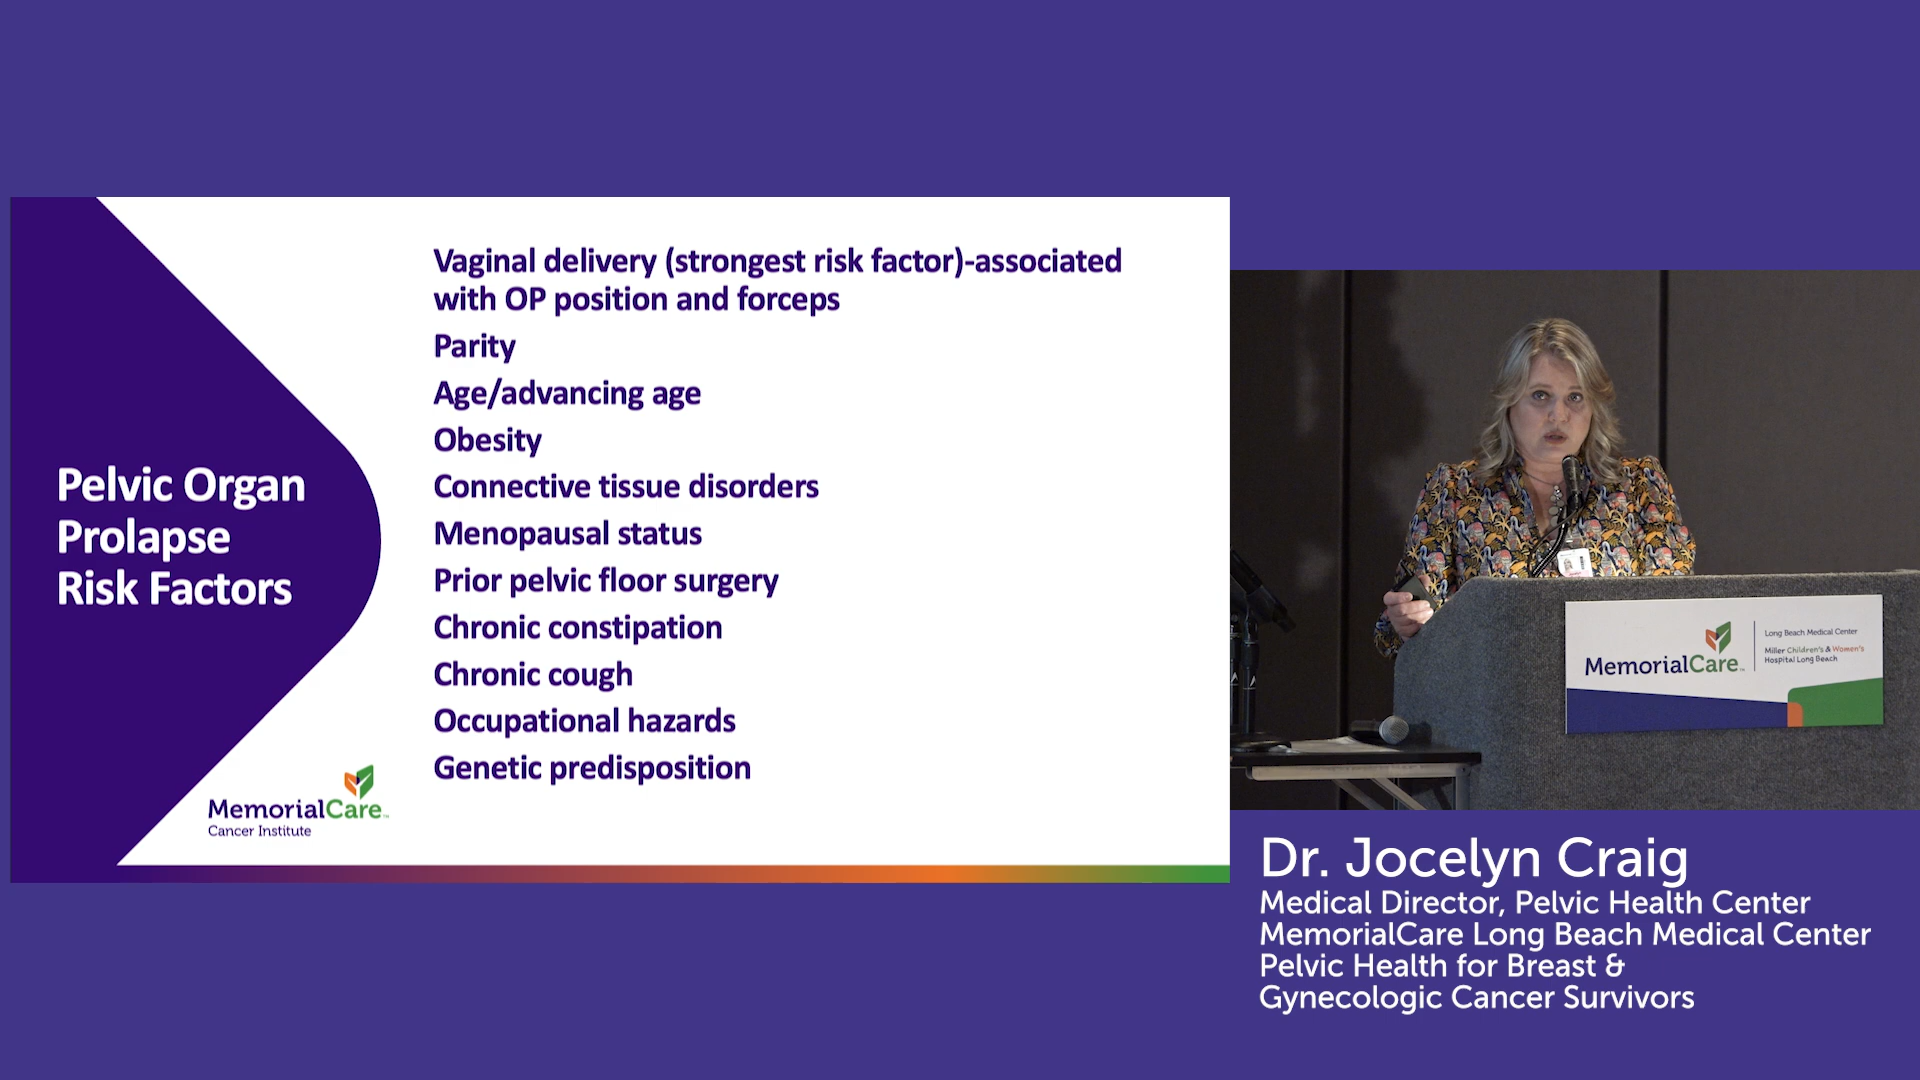 Pelvic Organ
Prolapse
Risk Factors
MemorialCare™
Cancer Institute
Vaginal delivery (strongest risk factor)-associated
with OP position and forceps
Parity
Age/advancing age
Obesity
Connective tissue disorders
Menopausal status
Prior pelvic floor surgery
Chronic constipation
Chronic cough
Occupational hazards
Genetic predisposition
MemorialCare™
Long Beach Medical Center
Miller Children's & Women's
Hospital Long Beach
Dr. Jocelyn Craig
Medical Director, Pelvic Health Center
MemorialCare Long Beach Medical Center
Pelvic Health for Breast &
Gynecologic Cancer Survivors